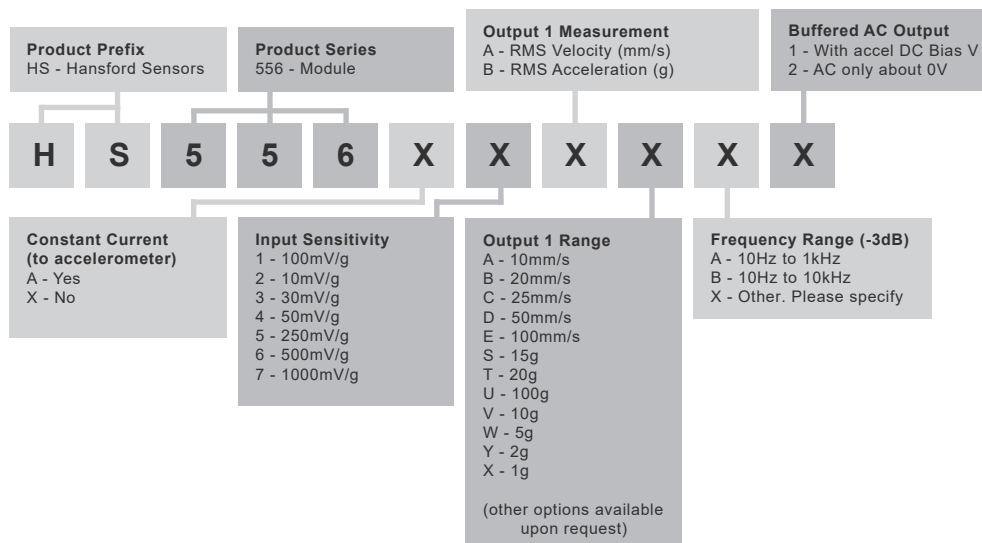 Product Prefix
HS - Hansford Sensors
Product Series
556 - Module
Output 1 Measurement
A - RMS Velocity (mm/s)
B - RMS Acceleration (g)
Buffered AC Output
1 - With accel DC Bias V
2 - AC only about 0V
H S 5 5 6 X X X X X X
Constant Current
(to accelerometer)
A - Yes
X - No
Input Sensitivity
1 - 100mV/g
2 - 10mV/g
3 - 30mV/g
4 - 50mV/g
5 - 250mV/g
6 - 500mV/g
7 - 1000mV/g
Output 1 Range
A - 10mm/s
B - 20mm/s
C - 25mm/s
D - 50mm/s
E - 100mm/s
S - 15g
T - 20g
U - 100g
V - 10g
W - 5g
Y - 2g
X - 1g
(other options available
upon request)
Frequency Range (-3dB)
A - 10Hz to 1kHz
B - 10Hz to 10kHz
X - Other. Please specify